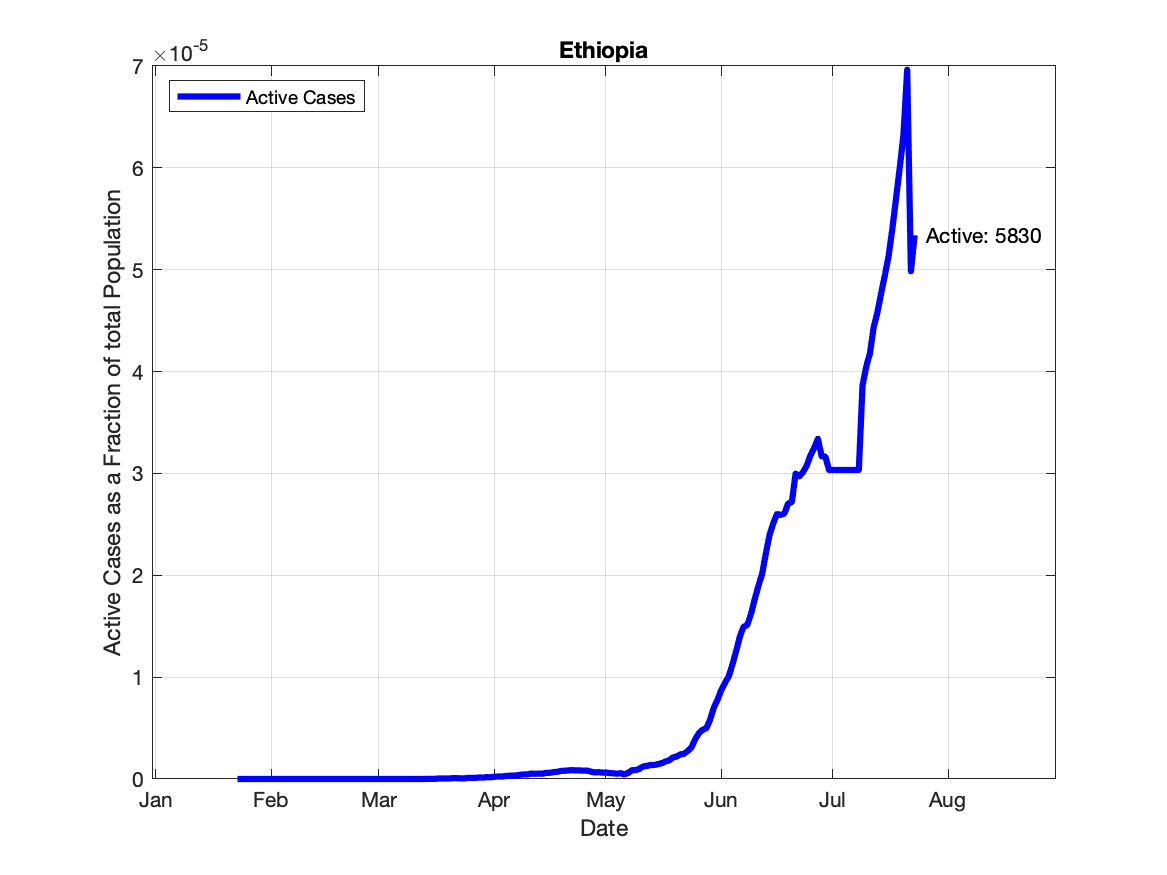 Ethiopia
×10-5
Active Cases
7
6
5
4
3
2
1
0
Active Cases as a Fraction of total Population
Active: 5830
Jan Feb Mar Apr May Jun Jul Aug
Date